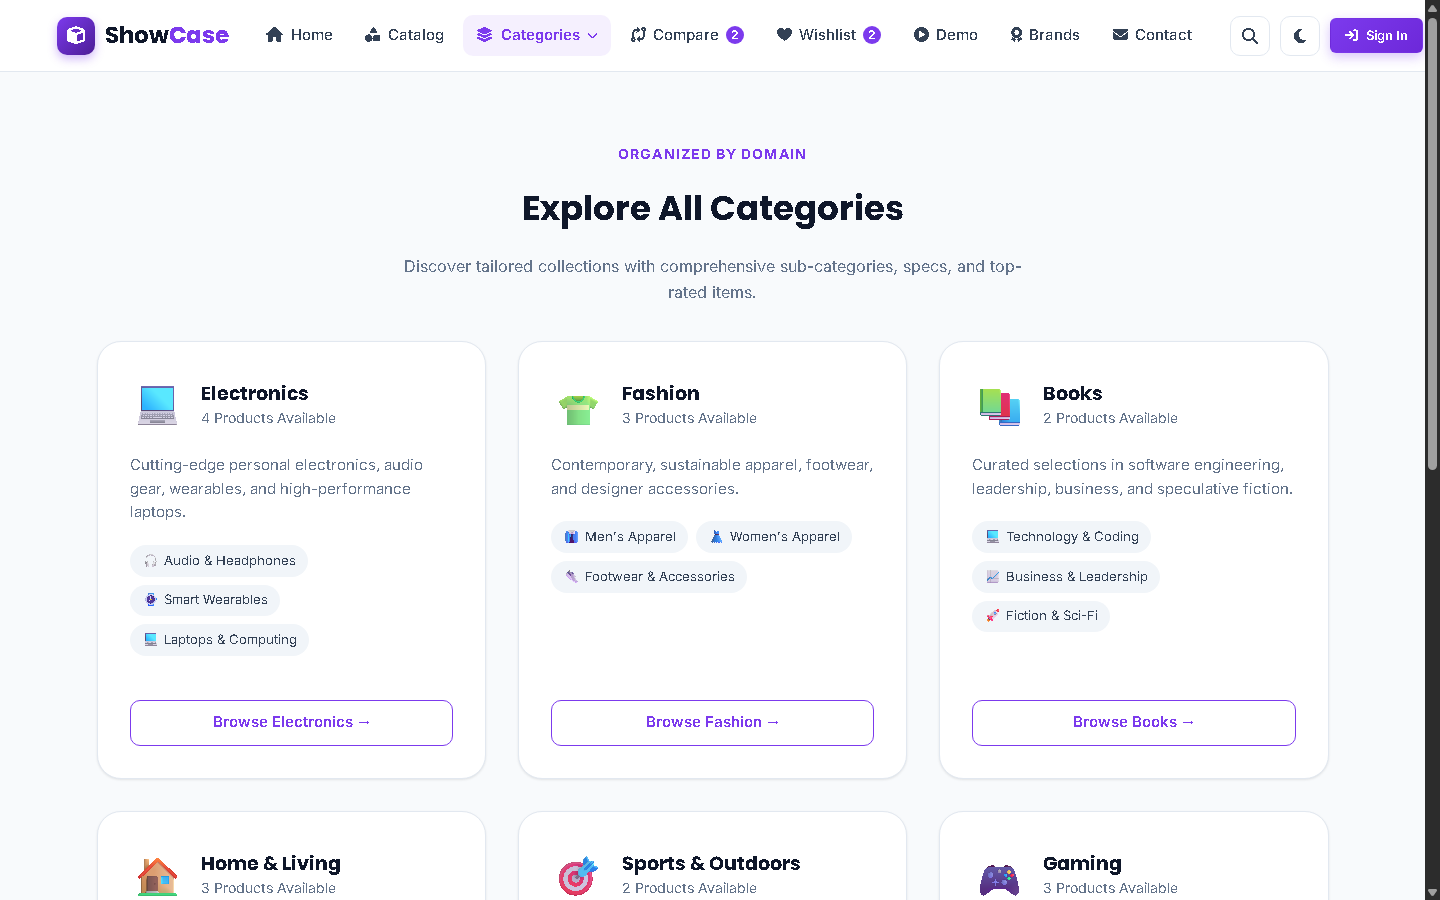 ShowCase Home Catalog Categories Compare 2 Wishlist 2 Demo Brands Contact Sign In
ORGANIZED BY DOMAIN
Explore All Categories
Discover tailored collections with comprehensive sub-categories, specs, and top-
rated items.
Electronics
4 Products Available
Cutting-edge personal electronics, audio
gear, wearables, and high-performance
laptops.
Audio & Headphones
Smart Wearables
Laptops & Computing
Browse Electronics →
Fashion
3 Products Available
Contemporary, sustainable apparel, footwear,
and designer accessories.
Men's Apparel Women's Apparel
Footwear & Accessories
Browse Fashion →
Books
2 Products Available
Curated selections in software engineering,
leadership, business, and speculative fiction.
Technology & Coding
Business & Leadership
Fiction & Sci-Fi
Browse Books →
Home & Living
3 Products Available
Sports & Outdoors
2 Products Available
Gaming
3 Products Available